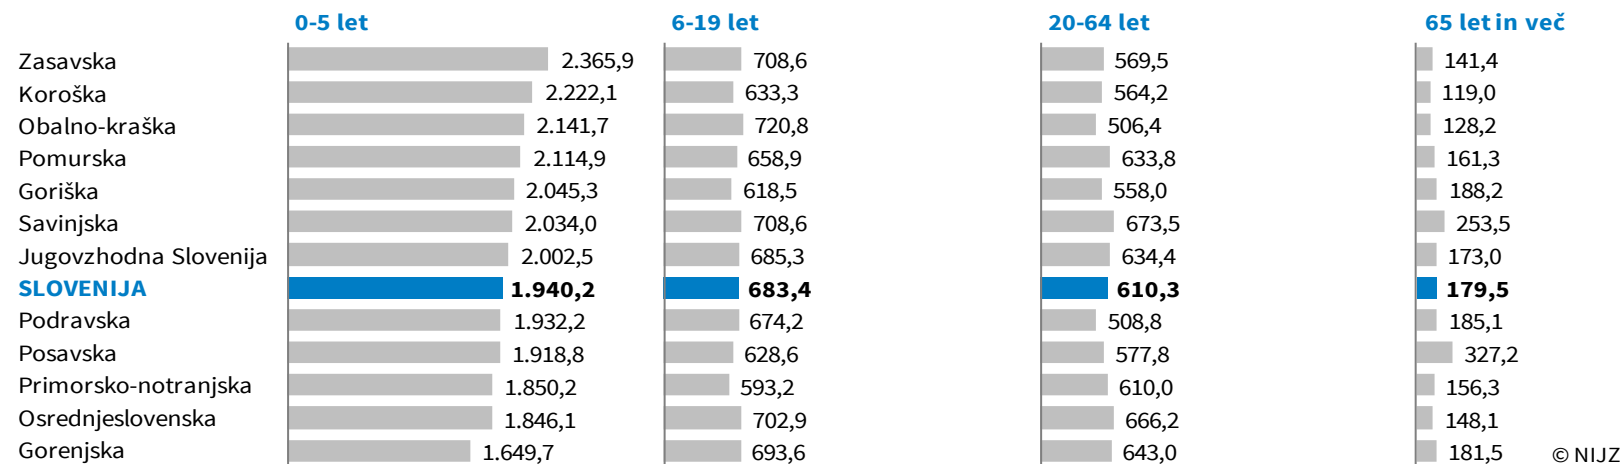 0-5 let 6-19 let 20-64 let 65 let in več
Zasavska 2.365,9 708,6 569,5 141,4
Koroška 2.222,1 633,3 564,2 119,0
Obalno-kraška 2.141,7 720,8 506,4 128,2
Pomurska 2.114,9 658,9 633,8 161,3
Goriška 2.045,3 618,5 558,0 188,2
Savinjska 2.034,0 708,6 673,5 253,5
Jugovzhodna Slovenija 2.002,5 685,3 634,4 173,0
SLOVENIJA 1.940,2 683,4 610,3 179,5
Podravska 1.932,2 674,2 508,8 185,1
Posavska 1.918,8 628,6 577,8 327,2
Primorsko-notranjska 1.850,2 593,2 610,0 156,3
Osrednjeslovenska 1.846,1 702,9 666,2 148,1
Gorenjska 1.649,7 693,6 643,0 181,5 © NIJZ